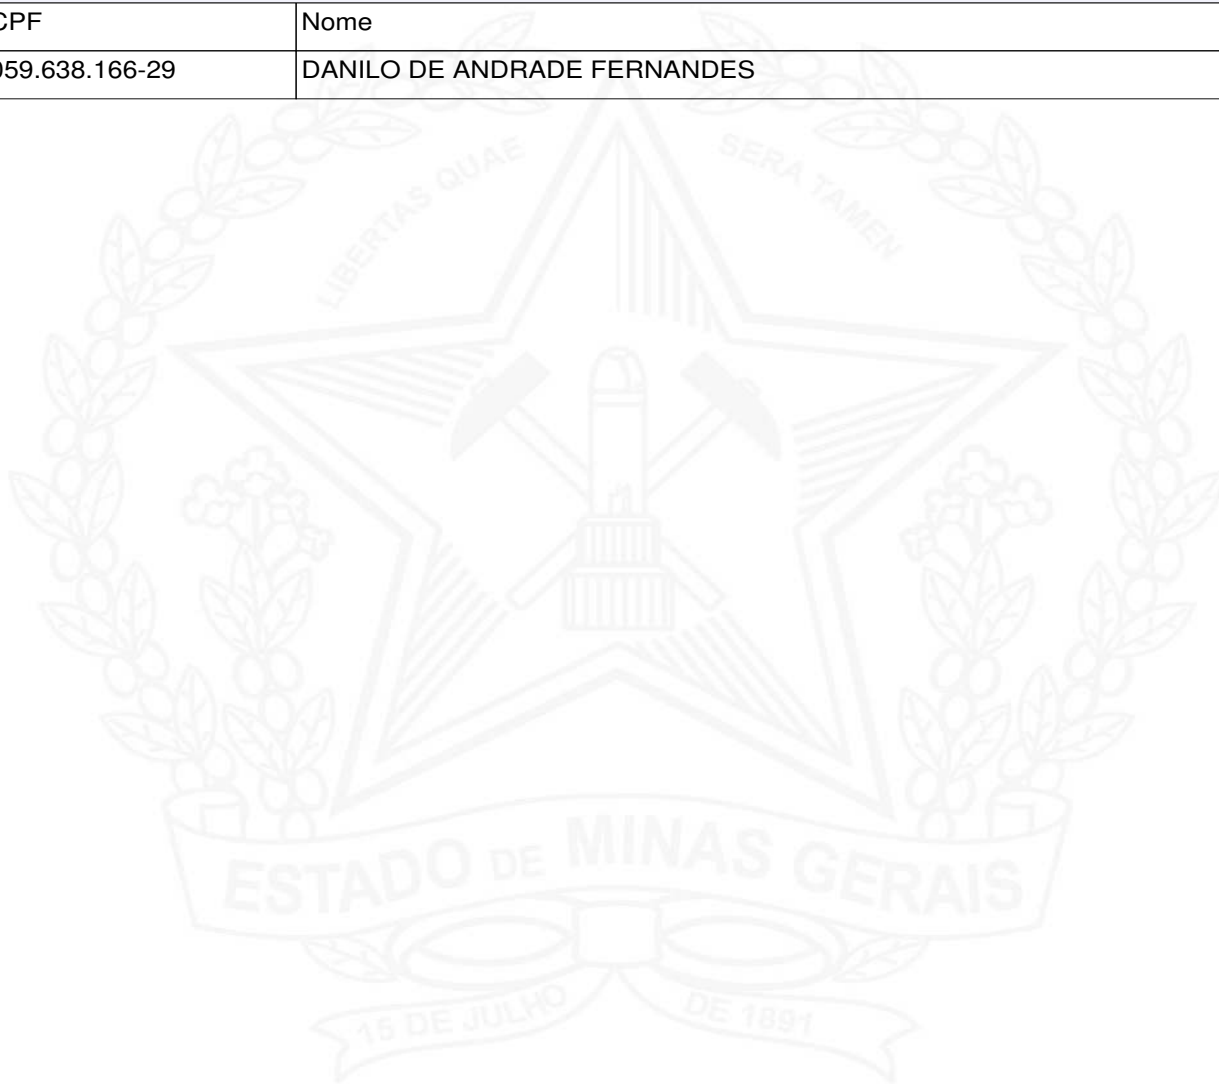 CPF Nome
059.638.166-29 DANILO DE ANDRADE FERNANDES
LIBERTAS QUAE SERA TAMEN
ESTADO DE MINAS GERAIS
15 DE JULHO DE 1891